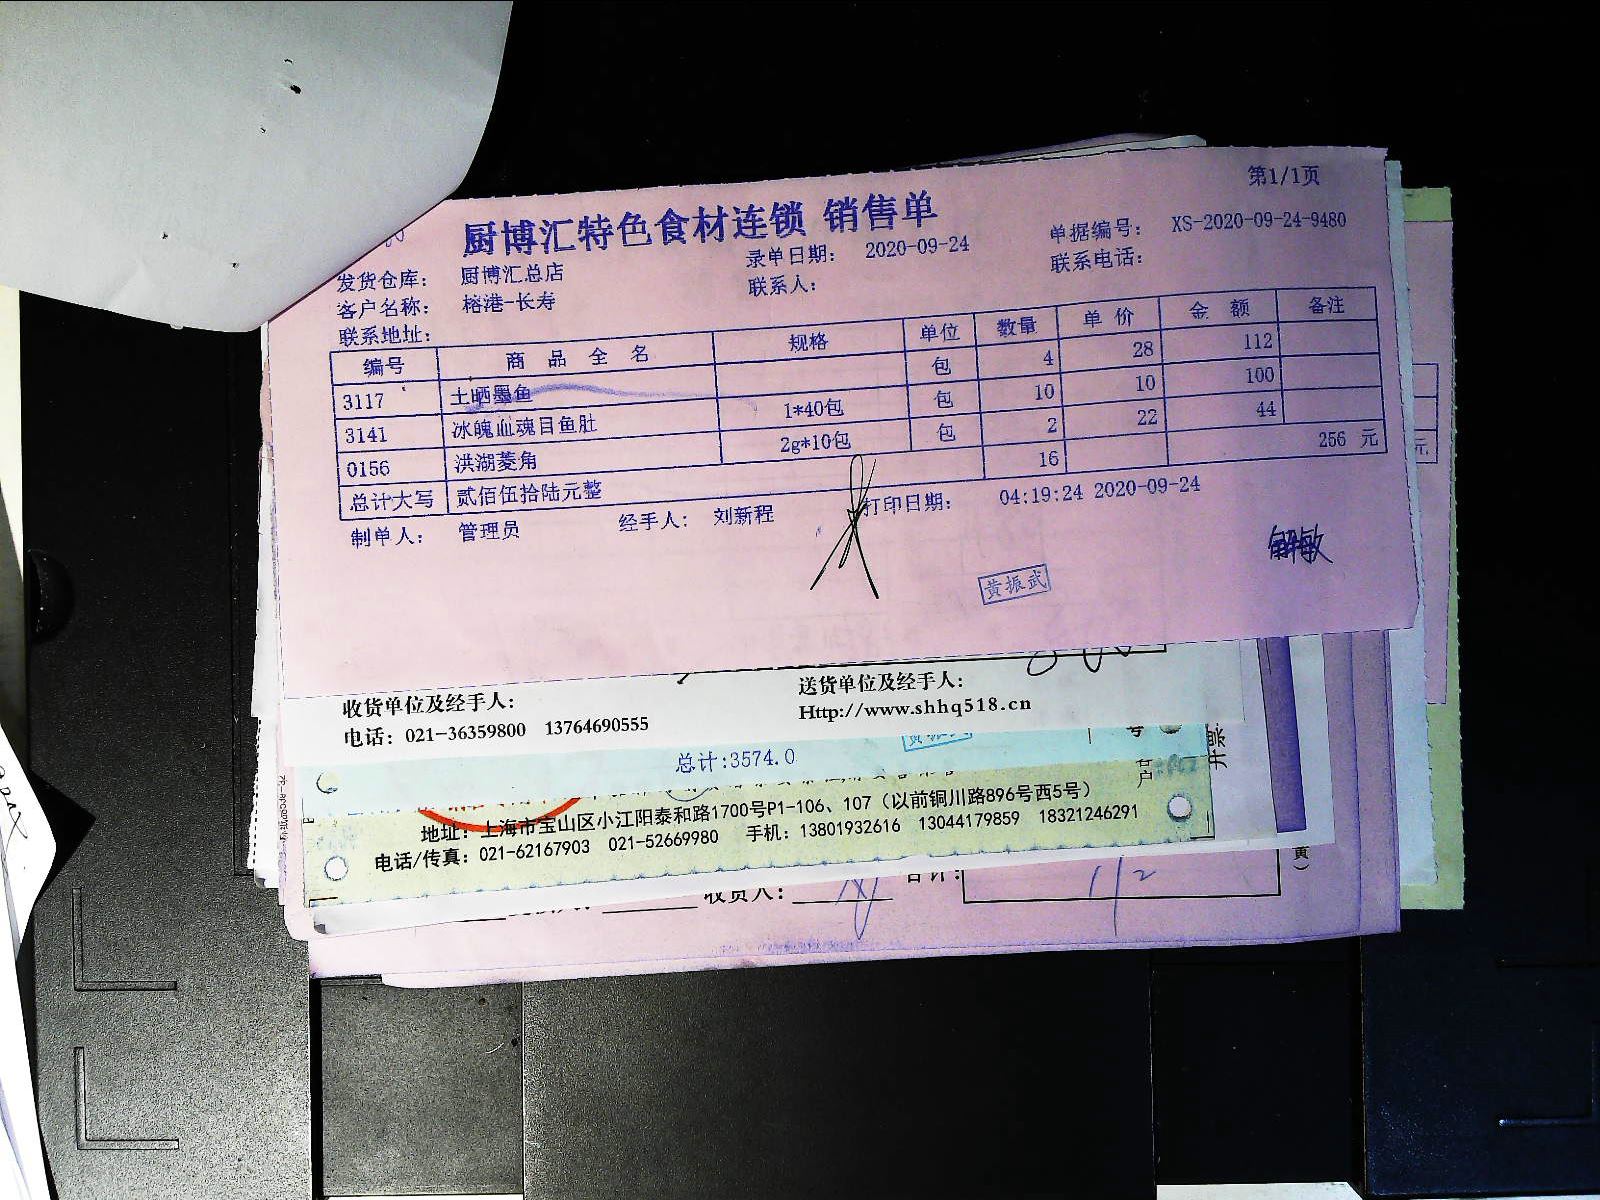 第1/1页
厨博汇特色食材连锁 销售单
发货仓库: 厨博汇总店 录单日期: 2020-09-24 单据编号: XS-2020-09-24-9480
客户名称: 榕港-长寿 联系人: 联系电话:
联系地址:
编号 商品全名 规格 单位 数量 单价 金额 备注
3117 土晒墨鱼 包 4 28 112
3141 冰魄血魂目鱼肚 1*40包 包 10 10 100
0156 洪湖菱角 2g*10包 包 2 22 44
总计大写 贰佰伍拾陆元整 16 256 元
制单人: 管理员 经手人: 刘新程 打印日期: 04:19:24 2020-09-24
解敏
黄振武
元
收货单位及经手人: 送货单位及经手人:
电话: 021-36359800 13764690555 Http://www.shhq518.cn
总计:3574.0
地址: 上海市宝山区小江阳泰和路1700号P1-106、107（以前铜川路896号西5号）
电话/传真: 021-62167903 021-52669980 手机: 13801932616 13044179859 18321246291
收货人: 合计: 112
黄）